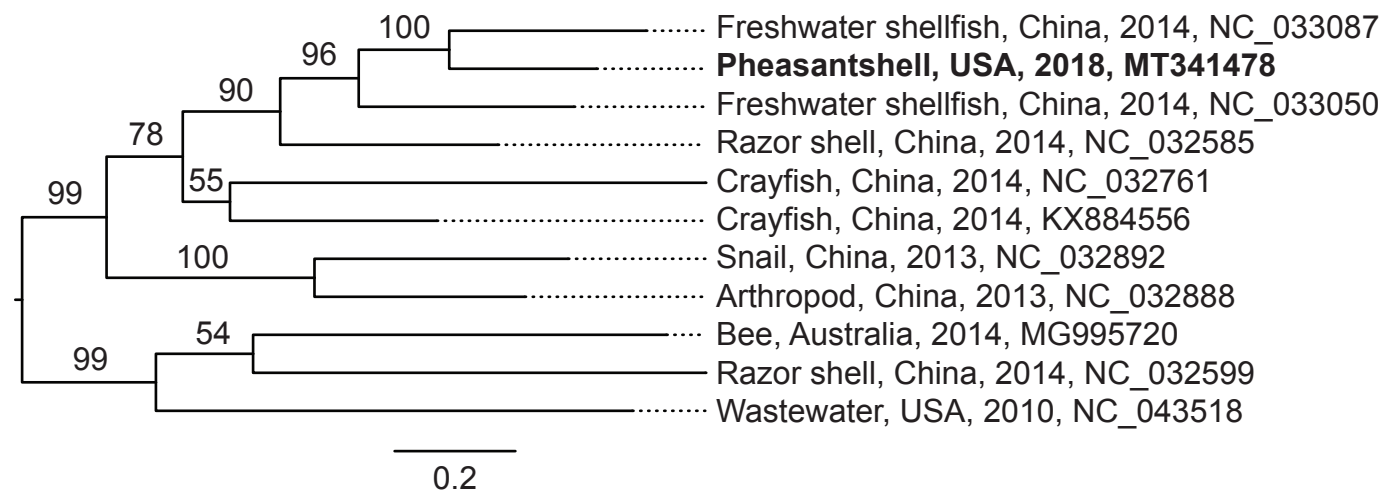 100 Freshwater shellfish, China, 2014, NC_033087
96 Pheasantshell, USA, 2018, MT341478
90 Freshwater shellfish, China, 2014, NC_033050
78 Razor shell, China, 2014, NC_032585
55 Crayfish, China, 2014, NC_032761
99 Crayfish, China, 2014, KX884556
100 Snail, China, 2013, NC_032892
Arthropod, China, 2013, NC_032888
54 Bee, Australia, 2014, MG995720
99 Razor shell, China, 2014, NC_032599
Wastewater, USA, 2010, NC_043518
0.2